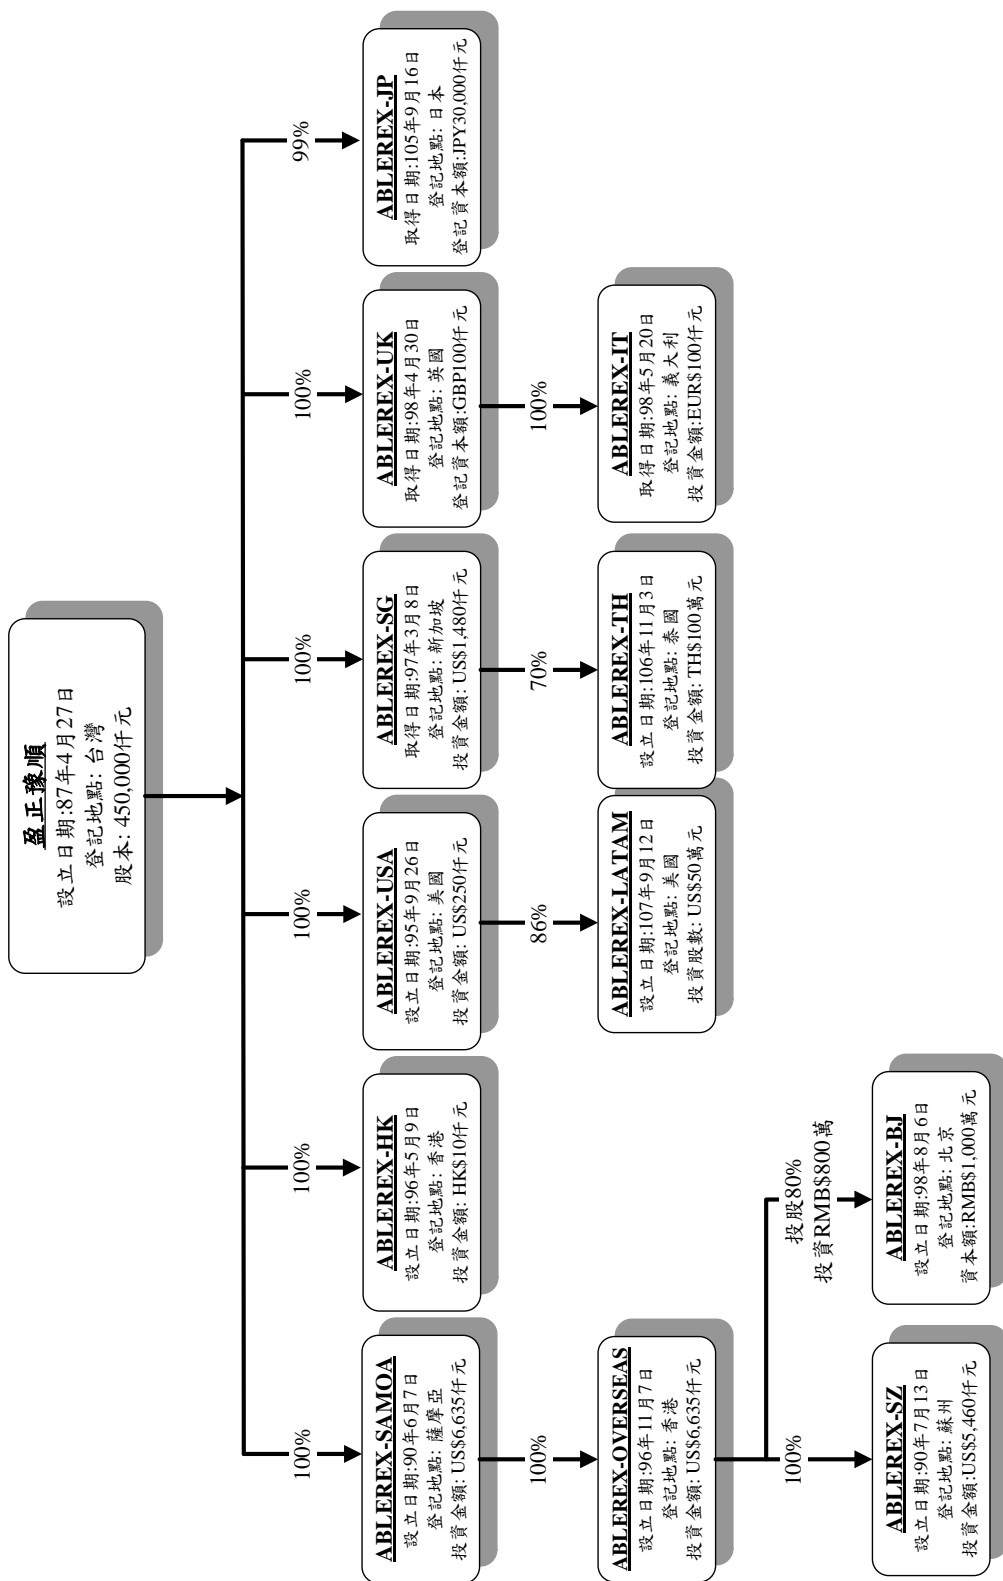 盈正豫順
設立日期:87年4月27日
登記地點: 台灣
股本: 450,000仟元
100%
100%
100%
100%
100%
99%
ABLEREX-SAMOA
設立日期:90年6月7日
登記地點: 薩摩亞
投資金額: US$6,635仟元
ABLEREX-HK
設立日期:96年5月9日
登記地點: 香港
投資金額: HK$10仟元
ABLEREX-USA
設立日期:95年9月26日
登記地點: 美國
投資金額: US$250仟元
ABLEREX-SG
取得日期:97年3月8日
登記地點: 新加坡
投資金額: US$1,480仟元
ABLEREX-UK
取得日期:98年4月30日
登記地點: 英國
登記資本額:GBP100仟元
ABLEREX-JP
取得日期:105年9月16日
登記地點: 日本
登記資本額:JPY30,000仟元
100%
86%
70%
100%
ABLEREX-OVERSEAS
設立日期:96年11月7日
登記地點: 香港
投資金額: US$6,635仟元
ABLEREX-LATAM
設立日期:107年9月12日
登記地點: 美國
投資股數: US$50萬元
ABLEREX-TH
設立日期:106年11月3日
登記地點: 泰國
投資金額: TH$100萬元
ABLEREX-IT
取得日期:98年5月20日
登記地點: 義大利
投資金額:EUR$100仟元
100%
投股80%
投資RMB$800萬
ABLEREX-SZ
設立日期:90年7月13日
登記地點: 蘇州
投資金額:US$5,460仟元
ABLEREX-BJ
設立日期:98年8月6日
登記地點: 北京
資本額:RMB$1,000萬元